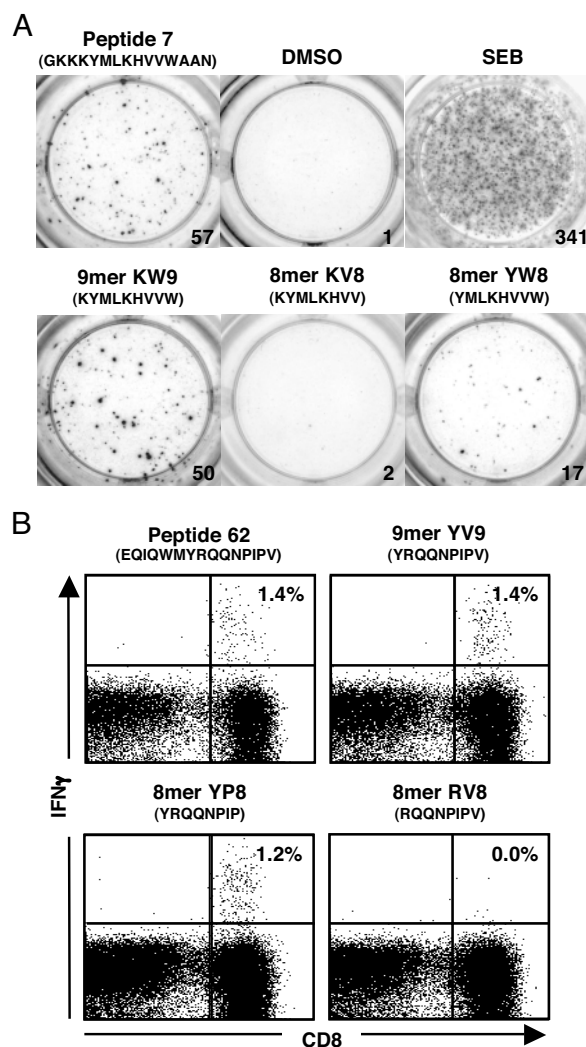 A
Peptide 7
(GKKKYMLKHVVWAAN)
DMSO
SEB
57
1
341
9mer KW9
(KYMLKHVVW)
8mer KV8
(KYMLKHVV)
8mer YW8
(YMLKHVVW)
50
2
17
B
Peptide 62
(EQIQWMYRQQNPIPV)
9mer YV9
(YRQQNPIPV)
1.4%
1.4%
8mer YP8
(YRQQNPIP)
8mer RV8
(RQQNPIPV)
1.2%
0.0%
IFNγ
CD8